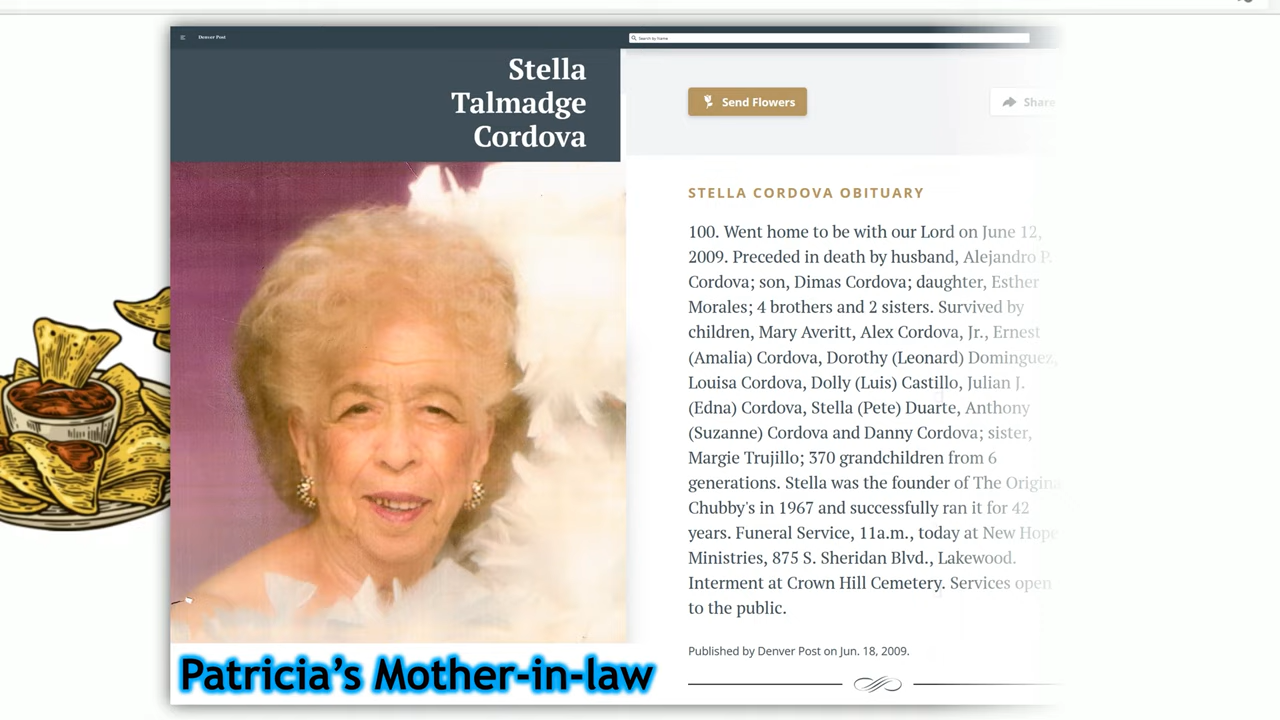 Denver Post
Search by Name
Stella
Talmadge
Cordova
Send Flowers
Share
STELLA CORDOVA OBITUARY
100. Went home to be with our Lord on June 12,
2009. Preceded in death by husband, Alejandro P.
Cordova; son, Dimas Cordova; daughter, Esther
Morales; 4 brothers and 2 sisters. Survived by
children, Mary Averitt, Alex Cordova, Jr., Ernest
(Amalia) Cordova, Dorothy (Leonard) Dominguez,
Louisa Cordova, Dolly (Luis) Castillo, Julian J.
(Edna) Cordova, Stella (Pete) Duarte, Anthony
(Suzanne) Cordova and Danny Cordova; sister,
Margie Trujillo; 370 grandchildren from 6
generations. Stella was the founder of The Origina
Chubby's in 1967 and successfully ran it for 42
years. Funeral Service, 11a.m., today at New Hope
Ministries, 875 S. Sheridan Blvd., Lakewood.
Interment at Crown Hill Cemetery. Services open
to the public.
Published by Denver Post on Jun. 18, 2009.
Patricia's Mother-in-law